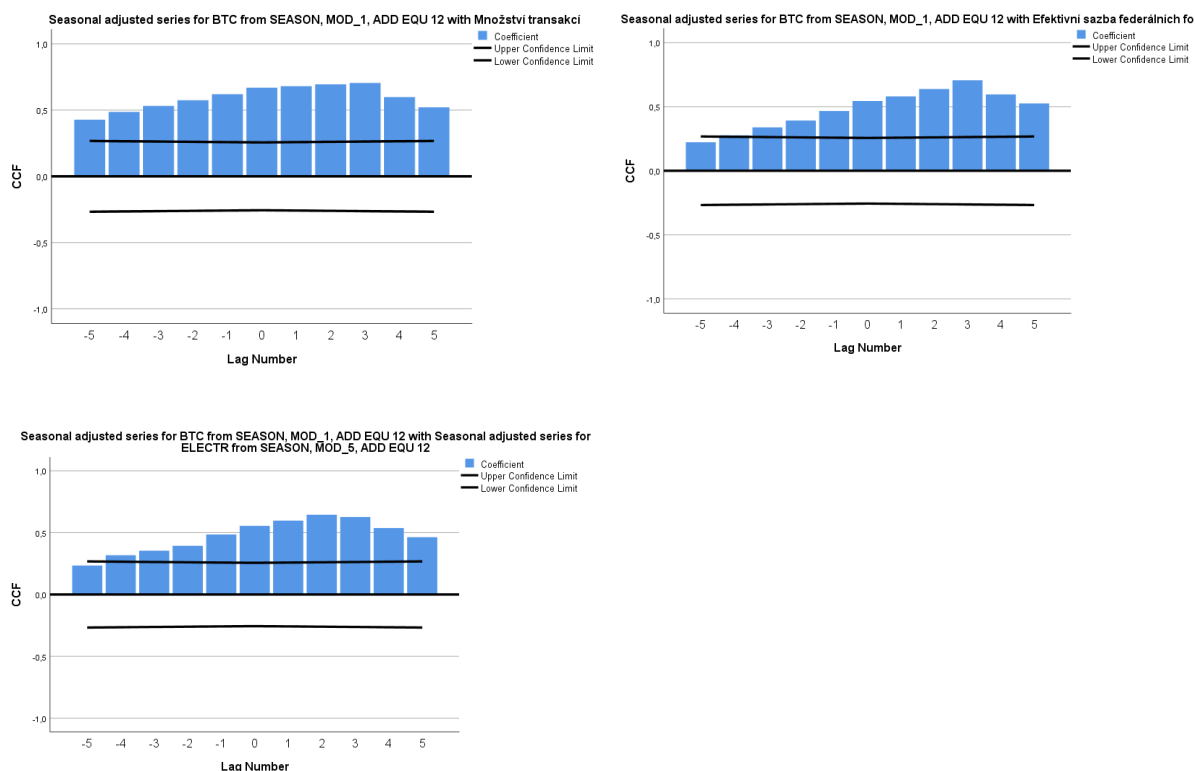 Seasonal adjusted series for BTC from SEASON, MOD_1, ADD EQU 12 with Množství transakcí
Coefficient
Upper Confidence Limit
Lower Confidence Limit
1,0
0,5
0,0
-0,5
-1,0
CCF
-5 -4 -3 -2 -1 0 1 2 3 4 5
Lag Number
Seasonal adjusted series for BTC from SEASON, MOD_1, ADD EQU 12 with Efektivní sazba federálních fo
Coefficient
Upper Confidence Limit
Lower Confidence Limit
1,0
0,5
0,0
-0,5
-1,0
CCF
-5 -4 -3 -2 -1 0 1 2 3 4 5
Lag Number
Seasonal adjusted series for BTC from SEASON, MOD_1, ADD EQU 12 with Seasonal adjusted series for
ELECTR from SEASON, MOD_5, ADD EQU 12
Coefficient
Upper Confidence Limit
Lower Confidence Limit
1,0
0,5
0,0
-0,5
-1,0
CCF
-5 -4 -3 -2 -1 0 1 2 3 4 5
Lag Number